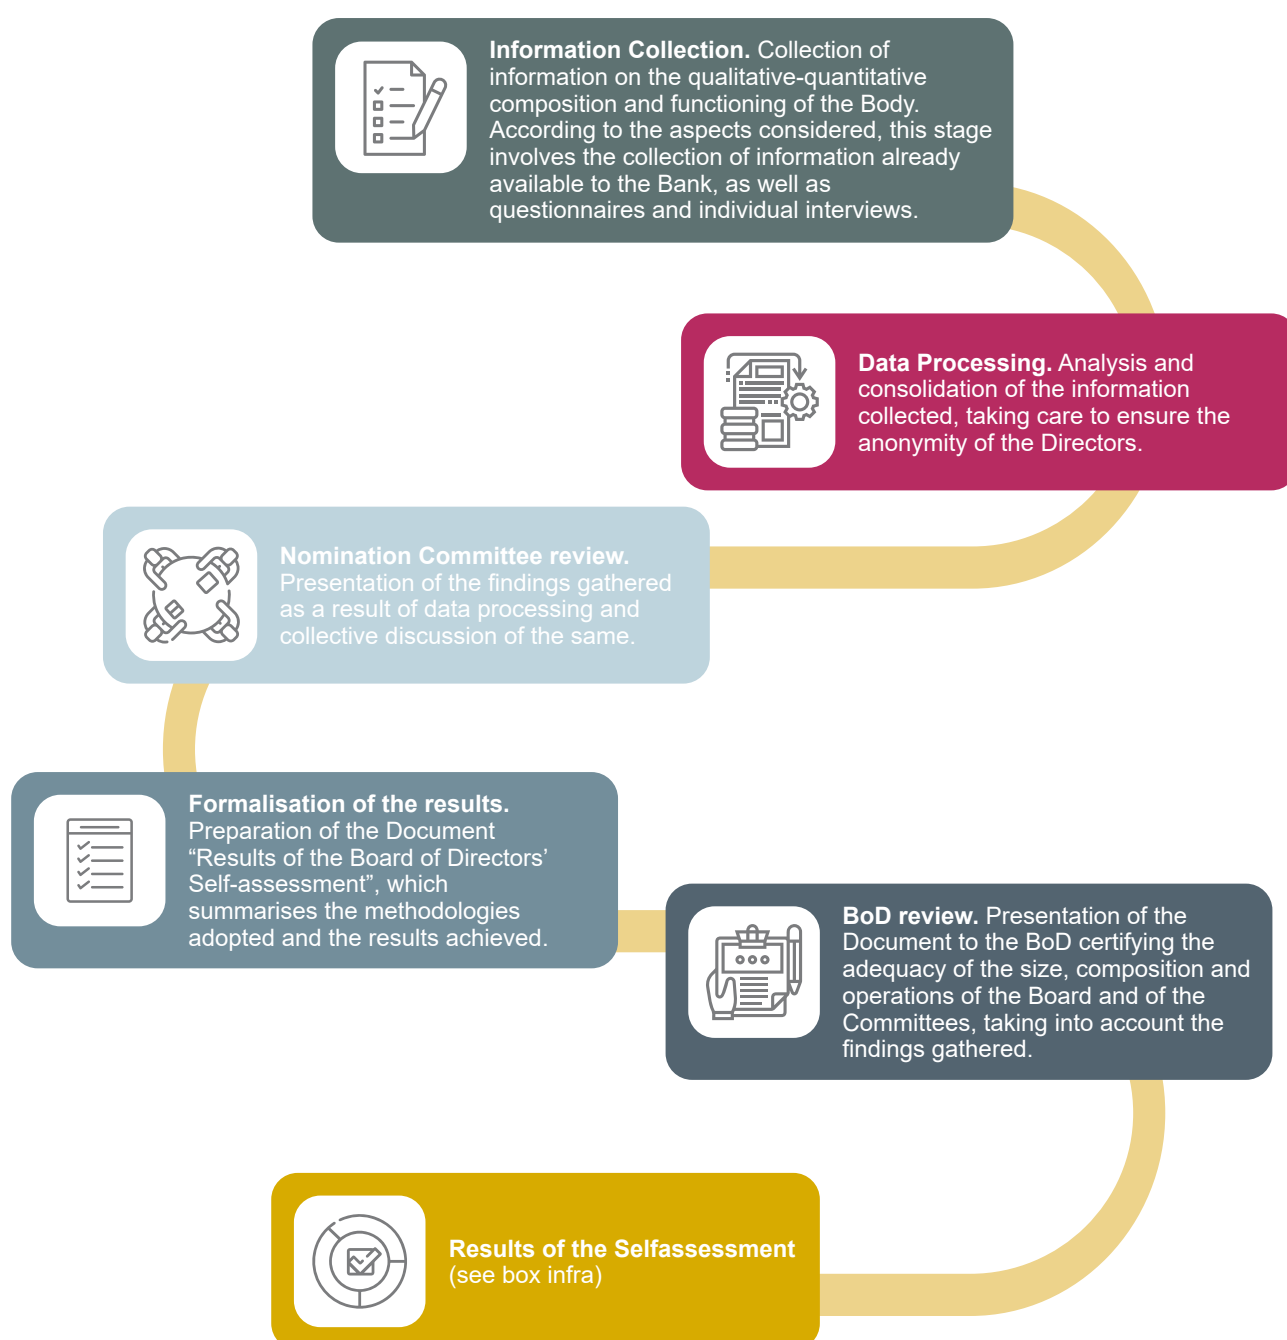 Information Collection. Collection of
information on the qualitative-quantitative
composition and functioning of the Body.
According to the aspects considered, this stage
involves the collection of information already
available to the Bank, as well as
questionnaires and individual interviews.
Data Processing. Analysis and
consolidation of the information
collected, taking care to ensure the
anonymity of the Directors.
Nomination Committee review.
Presentation of the findings gathered
as a result of data processing and
collective discussion of the same.
Formalisation of the results.
Preparation of the Document
“Results of the Board of Directors’
Self-assessment”, which
summarises the methodologies
adopted and the results achieved.
BoD review. Presentation of the
Document to the BoD certifying the
adequacy of the size, composition and
operations of the Board and of the
Committees, taking into account the
findings gathered.
Results of the Selfassessment
(see box infra)